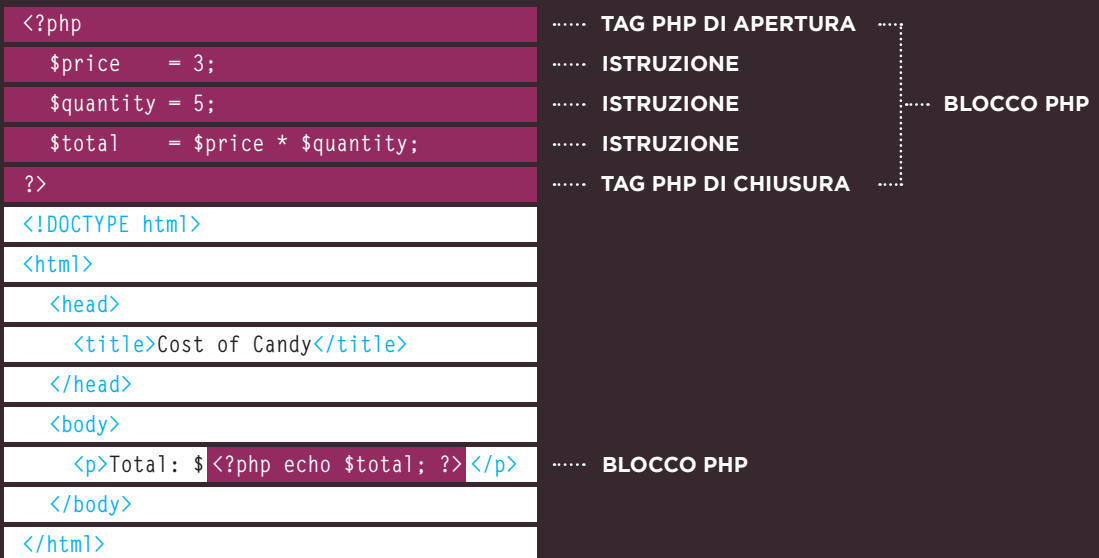 <?php TAG PHP DI APERTURA
$price = 3; ISTRUZIONE
$quantity = 5; ISTRUZIONE BLOCCO PHP
$total = $price * $quantity; ISTRUZIONE
?> TAG PHP DI CHIUSURA
<!DOCTYPE html>
<html>
<head>
<title>Cost of Candy</title>
</head>
<body>
<p>Total: $ <?php echo $total; ?> </p> BLOCCO PHP
</body>
</html>